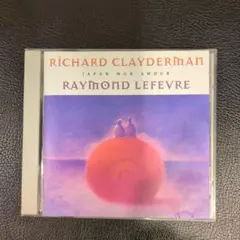 RICHARD CLAYDERMAN
JAPON MON AMOUR
RAYMOND LEFEVRE